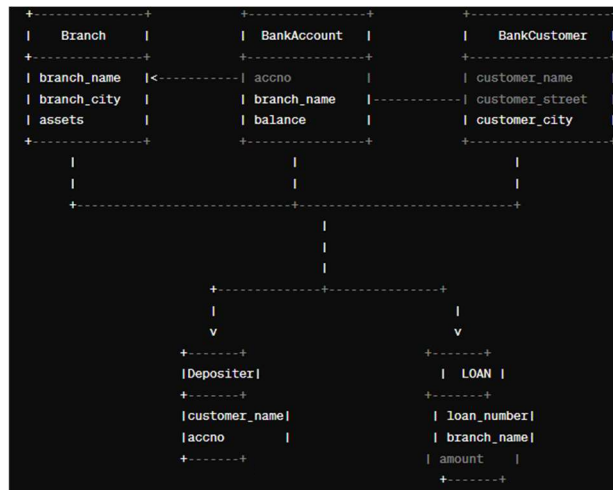 Branch BankAccount BankCustomer
branch_name accno customer_name
branch_city branch_name customer_street
assets balance customer_city
Depositer LOAN
customer_name loan_number
accno branch_name
amount